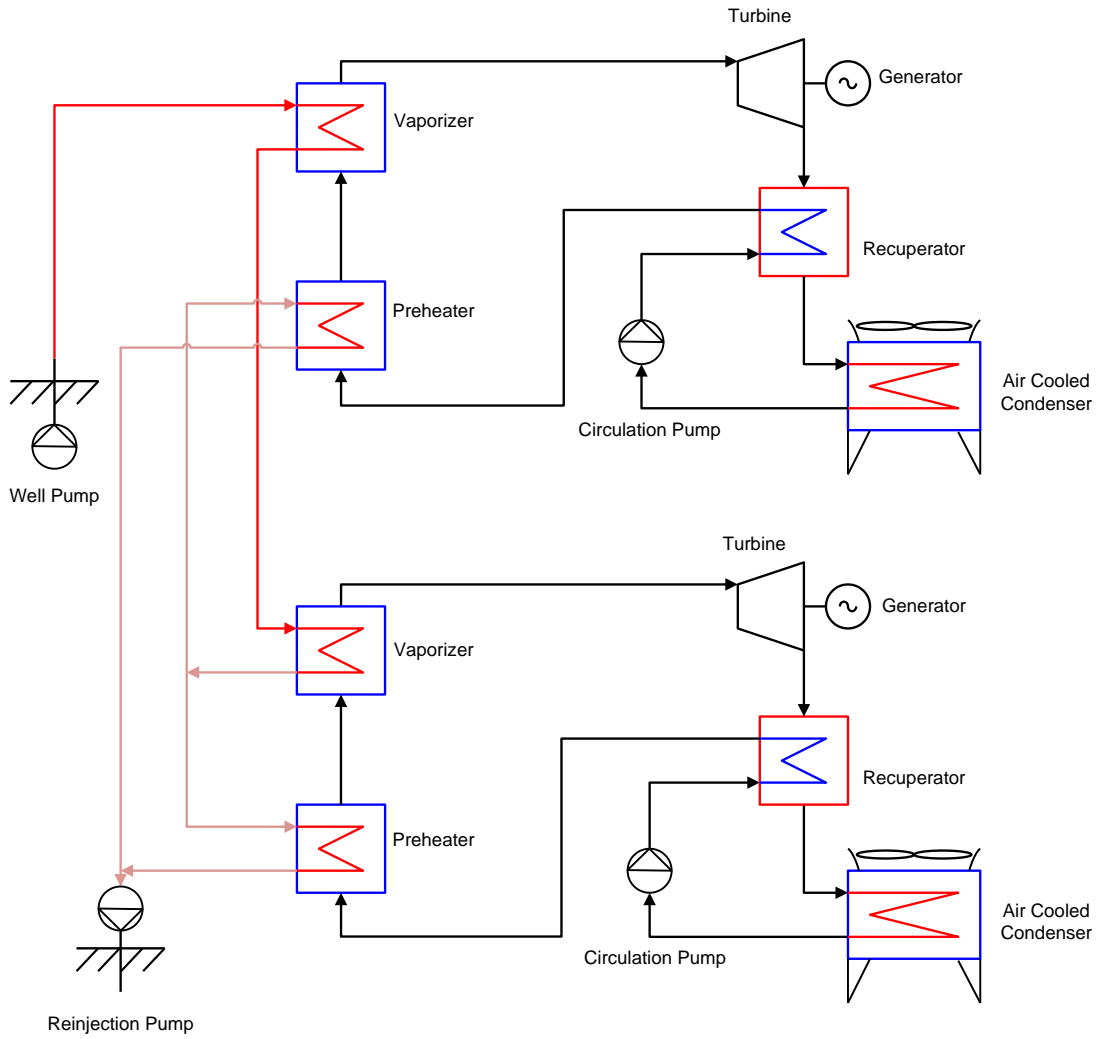 Turbine
Generator
Vaporizer
Recuperator
Preheater
Air Cooled
Condenser
Circulation Pump
Well Pump
Turbine
Generator
Vaporizer
Recuperator
Preheater
Air Cooled
Condenser
Circulation Pump
Reinjection Pump